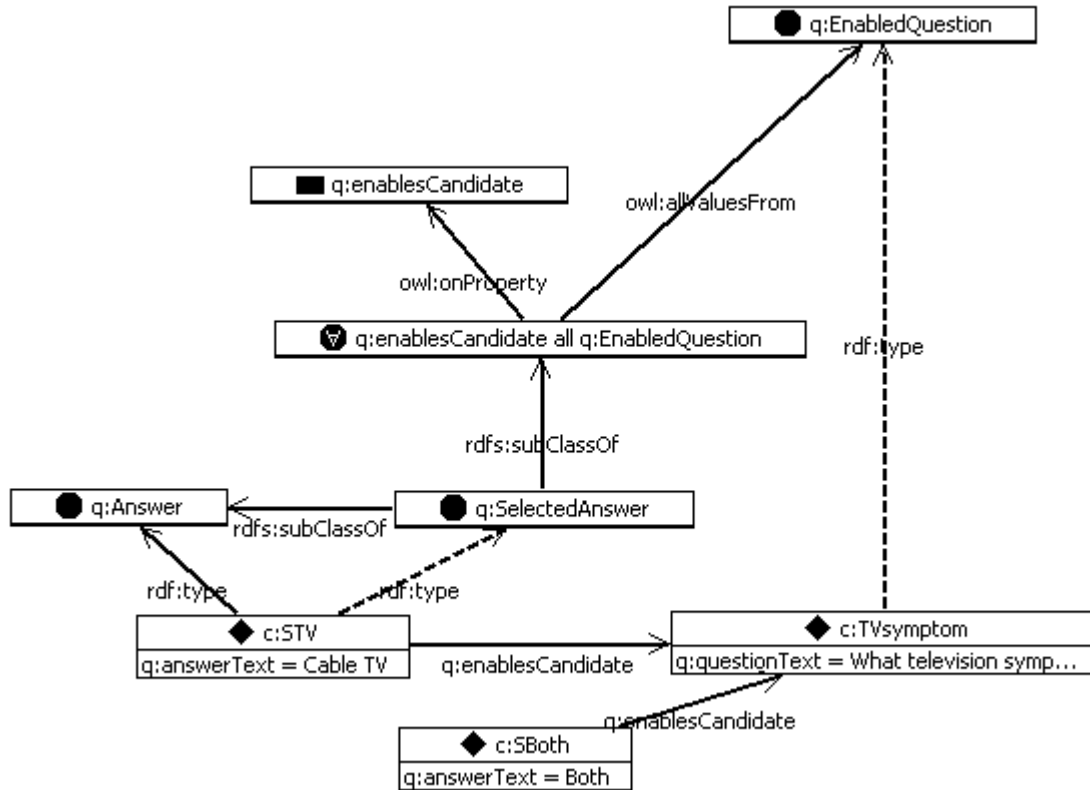 q:EnabledQuestion
q:enablesCandidate
owl:allValuesFrom
owl:onProperty
q:enablesCandidate all q:EnabledQuestion
rdf:type
rdfs:subClassOf
q:Answer
q:SelectedAnswer
rdfs:subClassOf
rdf:type
rdf:type
c:STV
q:answerText = Cable TV
q:enablesCandidate
c:TVsymptom
q:questionText = What television symp...
q:enablesCandidate
c:SBoth
q:answerText = Both